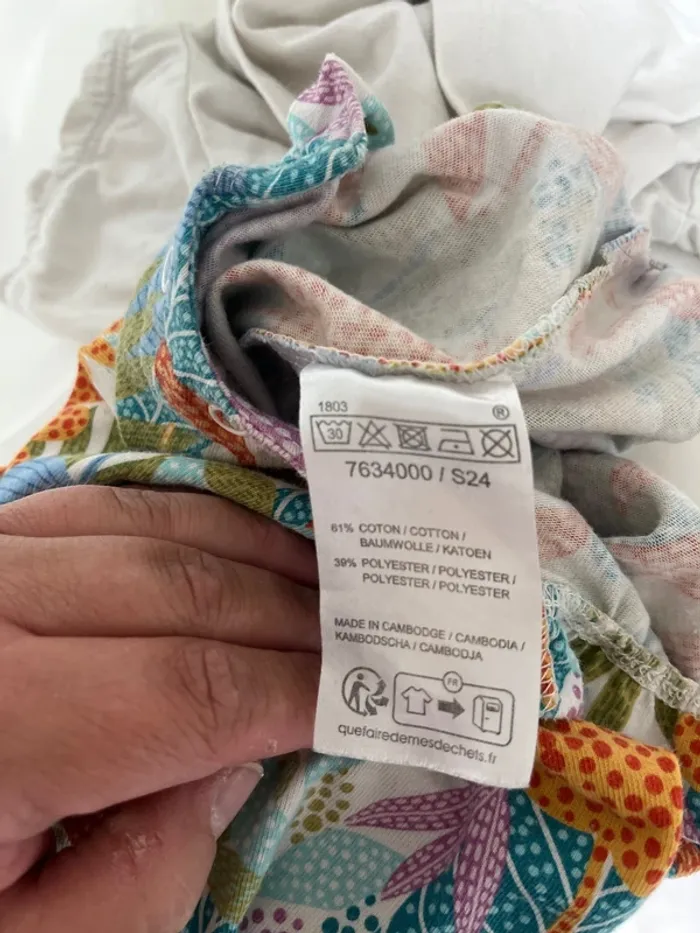 1803 ®
30
7634000 / S24
61% COTON / COTTON /
BAUMWOLLE / KATOEN
39% POLYESTER / POLYESTER /
POLYESTER / POLYESTER
MADE IN CAMBODGE / CAMBODIA /
KAMBODSCHA / CAMBODJA
FR
quefairedemesdechets.fr